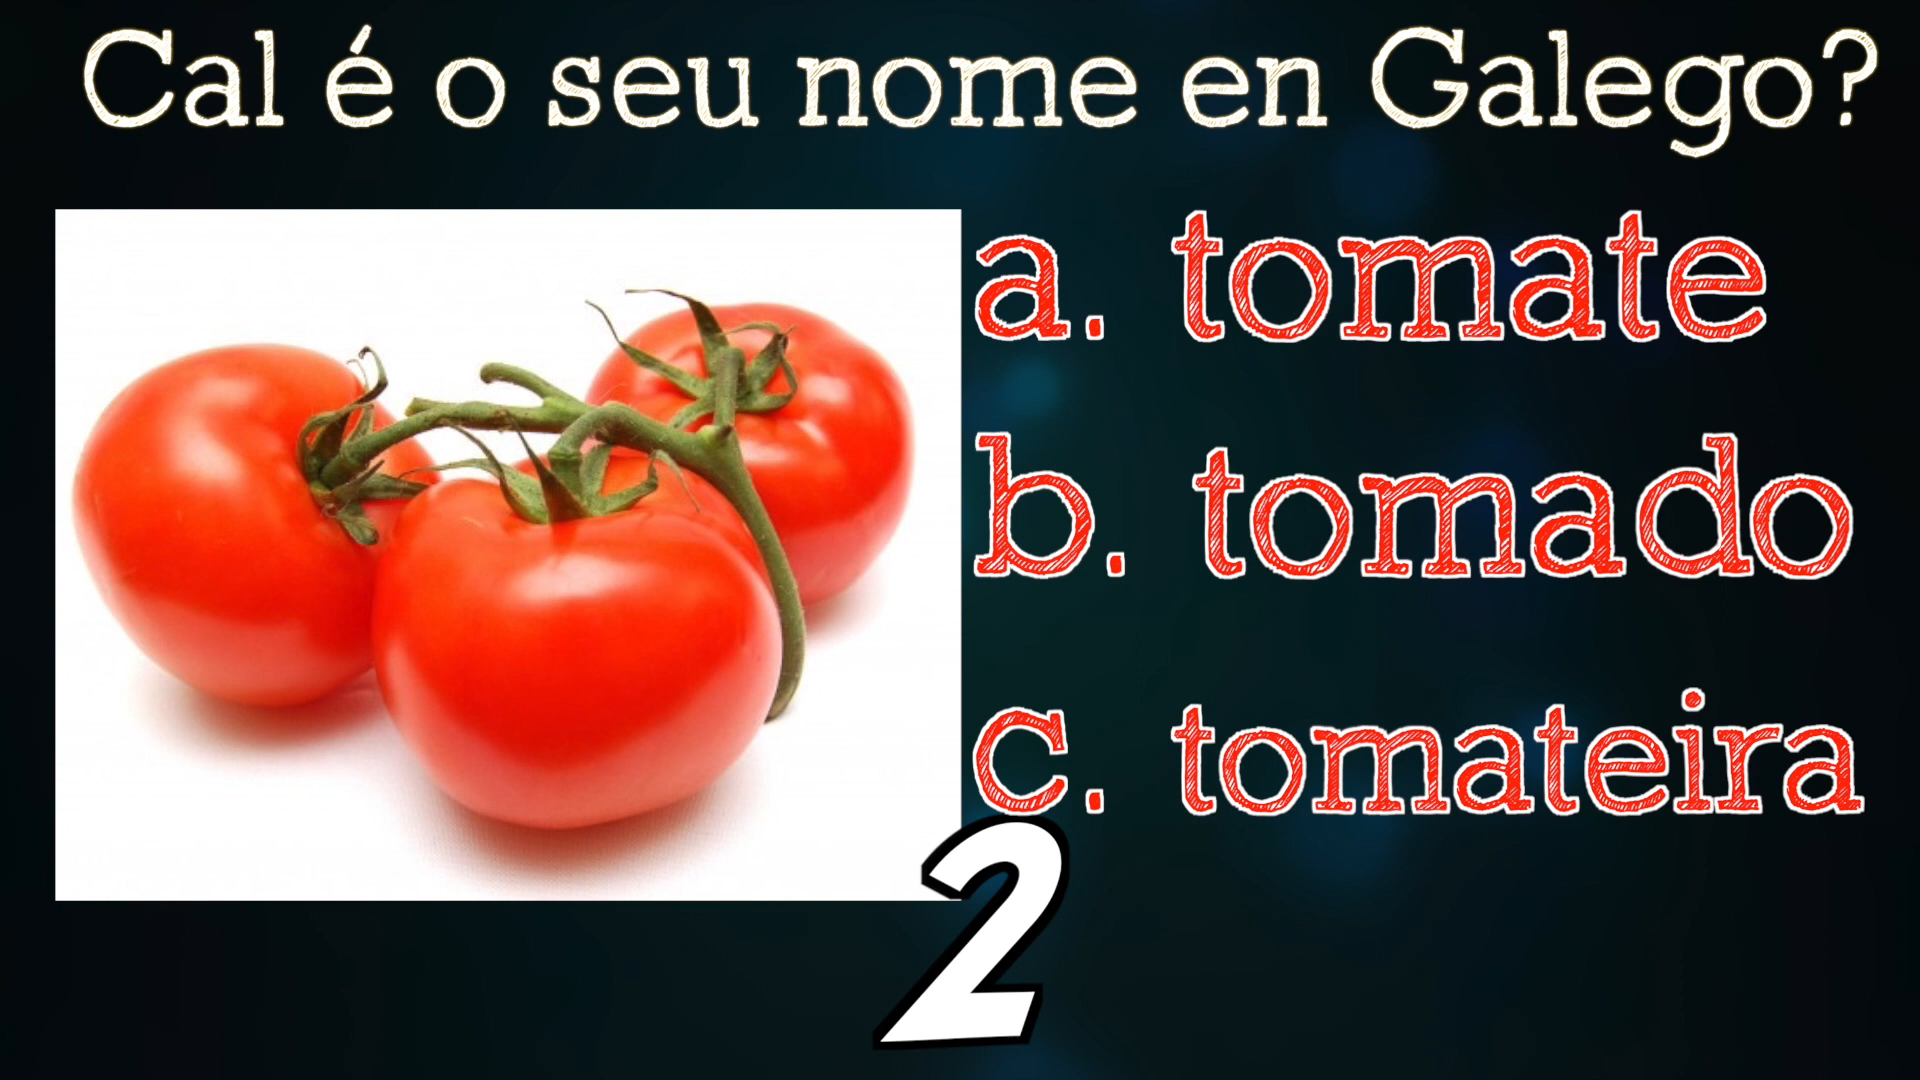 Cal é o seu nome en Galego?
a. tomate
b. tomado
c. tomateira
2